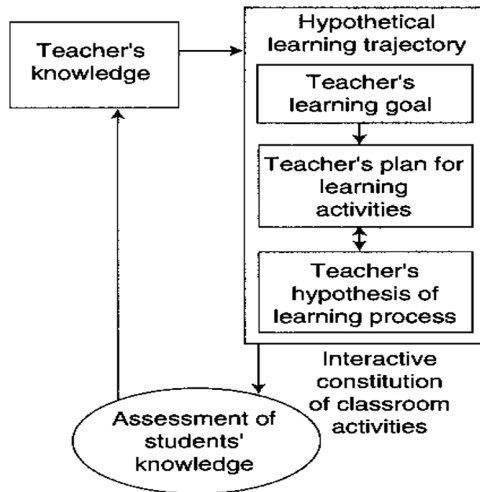 Teacher's
knowledge
Hypothetical
learning trajectory
Teacher's
learning goal
Teacher's plan for
learning
activities
Teacher's
hypothesis of
learning process
Interactive
constitution
of classroom
activities
Assessment of
students'
knowledge